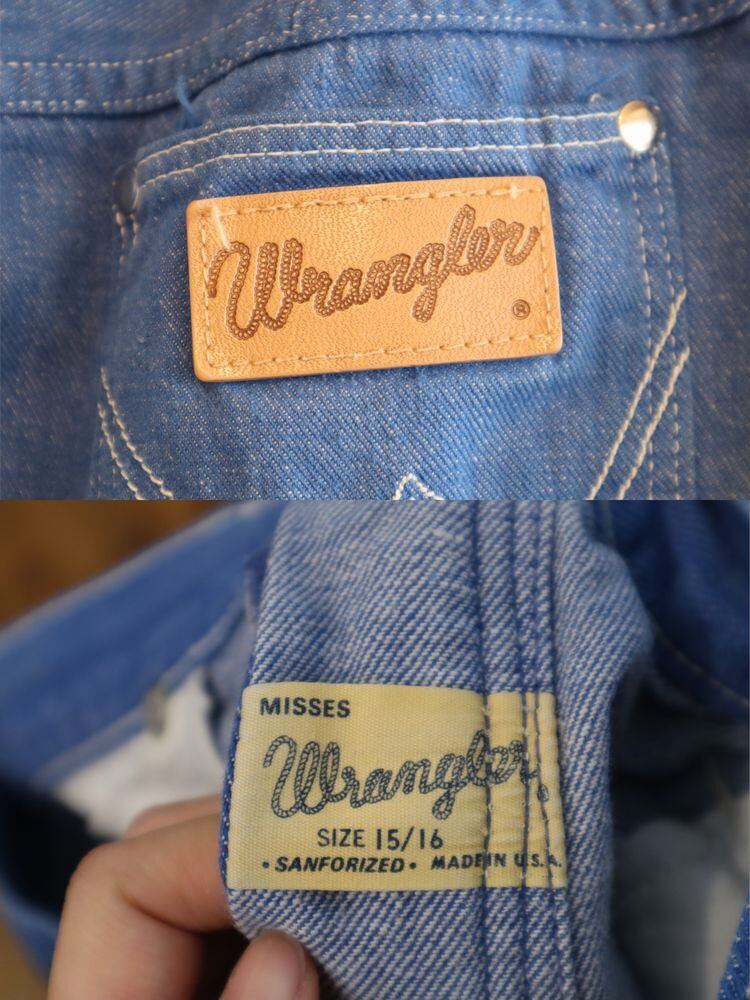 Wrangler
®
MISSES
Wrangler®
SIZE 15/16
• SANFORIZED • MADE IN U.S.A.